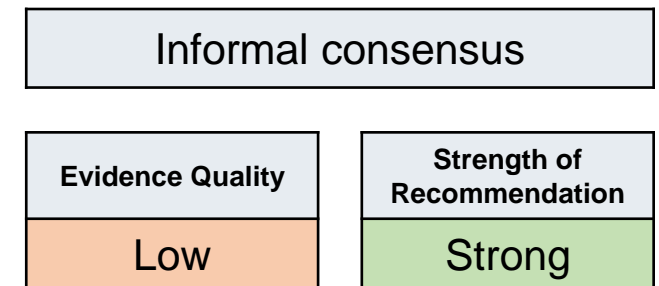 Informal consensus
Evidence Quality
Strength of
Recommendation
Low
Strong